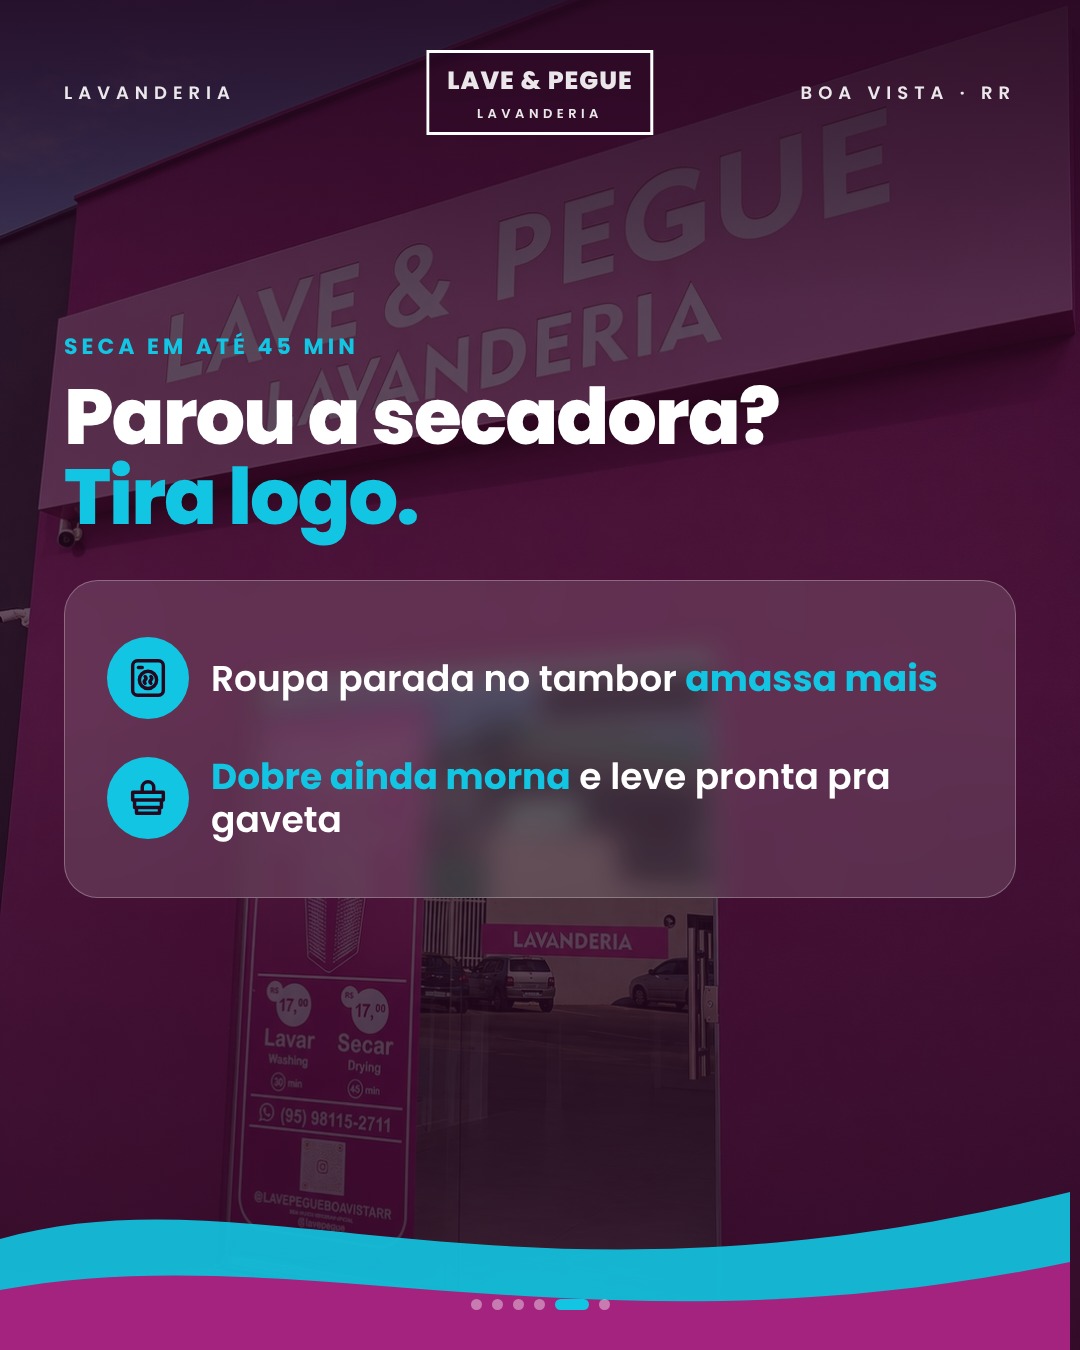 LAVANDERIA
LAVE & PEGUE
LAVANDERIA
BOA VISTA · RR
LAVE & PEGUE
LAVANDERIA
SECA EM ATÉ 45 MIN
Parou a secadora?
Tira logo.
Roupa parada no tambor amassa mais
Dobre ainda morna e leve pronta pra
gaveta
LAVANDERIA
R$ 17,00 R$ 17,00
Lavar Secar
Washing Drying
30 min 45 min
(95) 98115-2711
@LAVEPEGUEBOAVISTARR
@lavepegue